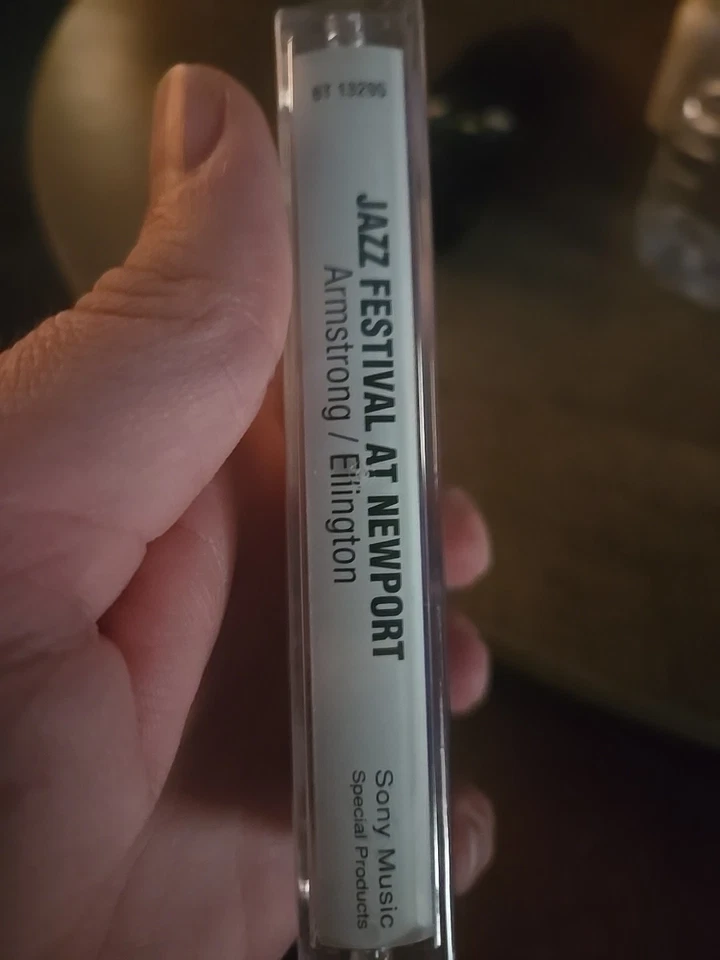 BT 13295
JAZZ FESTIVAL AT NEWPORT
Armstrong / Ellington
Sony Music
Special Products